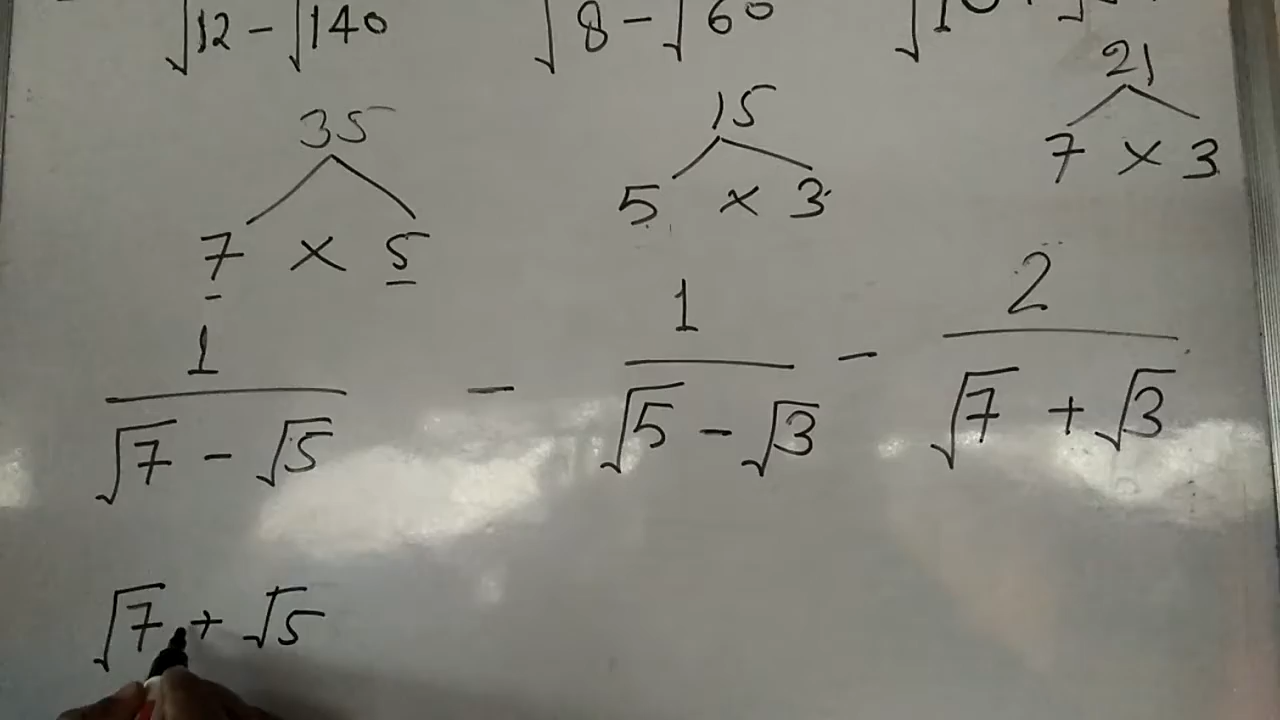 √12 - √140 √8 - √60
35 15 21
7 × 5 5 × 3 7 × 3
1 1 2
— - — - —
√7 - √5 √5 - √3 √7 + √3
√7 + √5